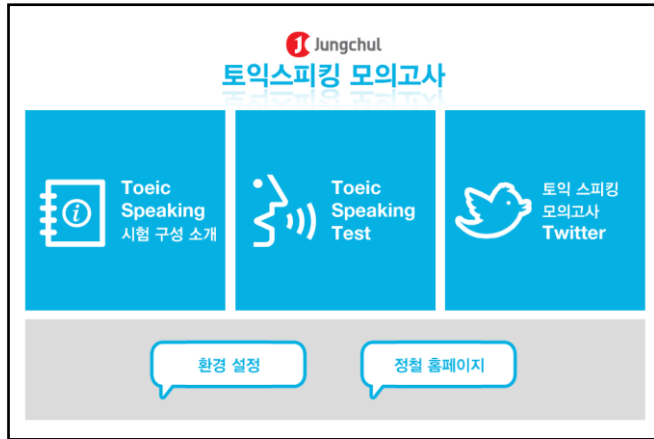 Jungchul
토익스피킹 모의고사
Toeic
Speaking
시험 구성 소개
Toeic
Speaking
Test
토익 스피킹
모의고사
Twitter
환경 설정
정철 홈페이지